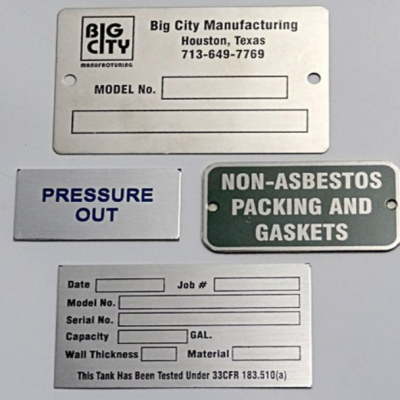 BIG
CITY
MANUFACTURING
Big City Manufacturing
Houston, Texas
713-649-7769
MODEL No.
PRESSURE
OUT
NON-ASBESTOS
PACKING AND
GASKETS
Date Job #
Model No.
Serial No.
Capacity GAL.
Wall Thickness Material
This Tank Has Been Tested Under 33CFR 183.510(a)